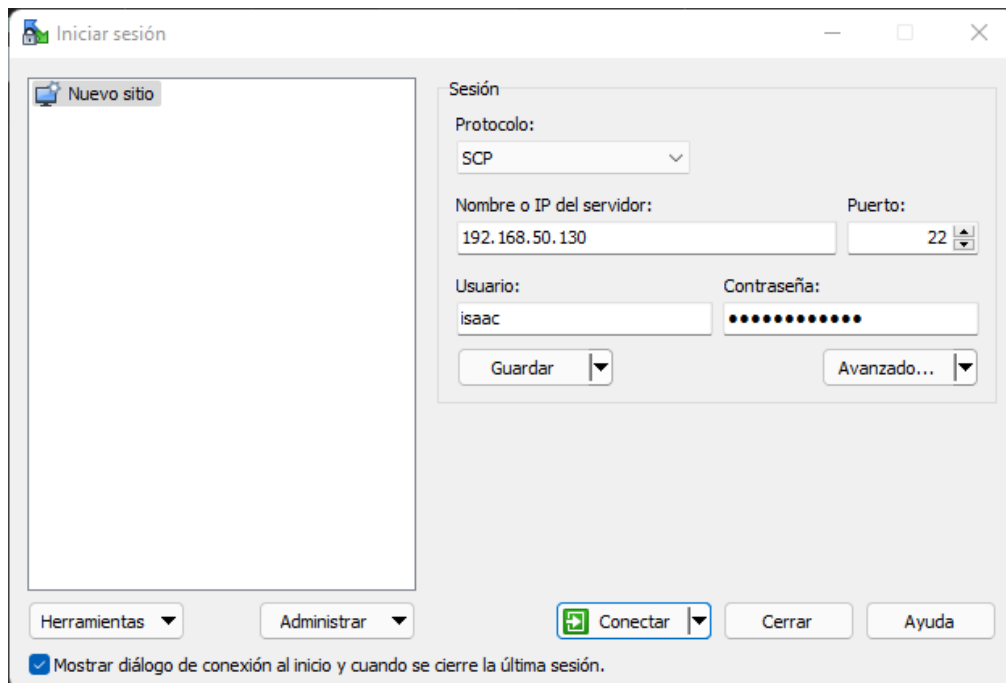 Iniciar sesión
Nuevo sitio
Sesión
Protocolo:
SCP
Nombre o IP del servidor:
Puerto:
192.168.50.130
22
Usuario:
Contraseña:
isaac
●●●●●●●●●●●●
Guardar
Avanzado...
Herramientas
Administrar
Conectar
Cerrar
Ayuda
Mostrar diálogo de conexión al inicio y cuando se cierre la última sesión.